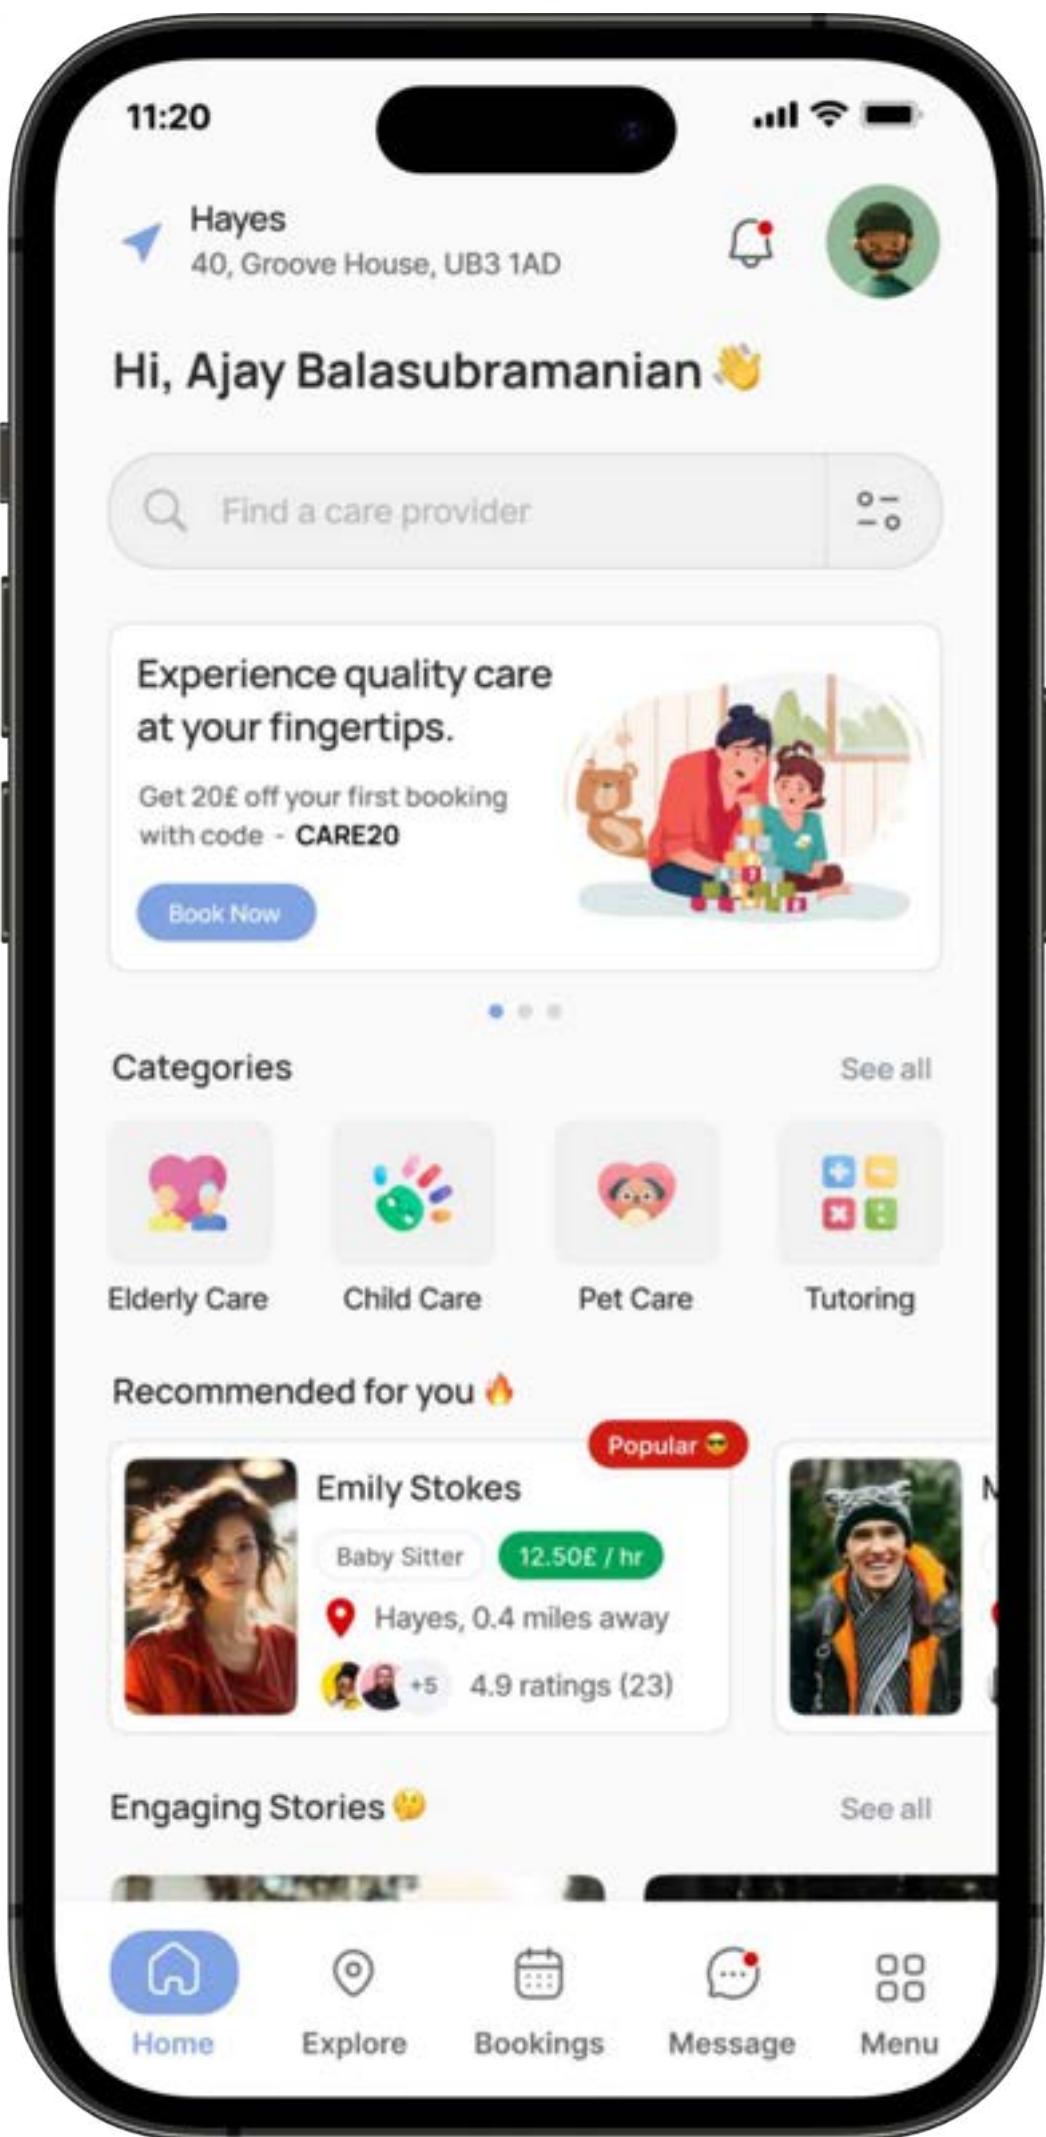 11:20
Hayes
40, Groove House, UB3 1AD
Hi, Ajay Balasubramanian 👋
Find a care provider
Experience quality care
at your fingertips.
Get 20£ off your first booking
with code - CARE20
Book Now
Categories
See all
Elderly Care
Child Care
Pet Care
Tutoring
Recommended for you 🔥
Popular 😎
Emily Stokes
Baby Sitter
12.50£ / hr
Hayes, 0.4 miles away
+5
4.9 ratings (23)
Engaging Stories 🤔
See all
Home
Explore
Bookings
Message
Menu